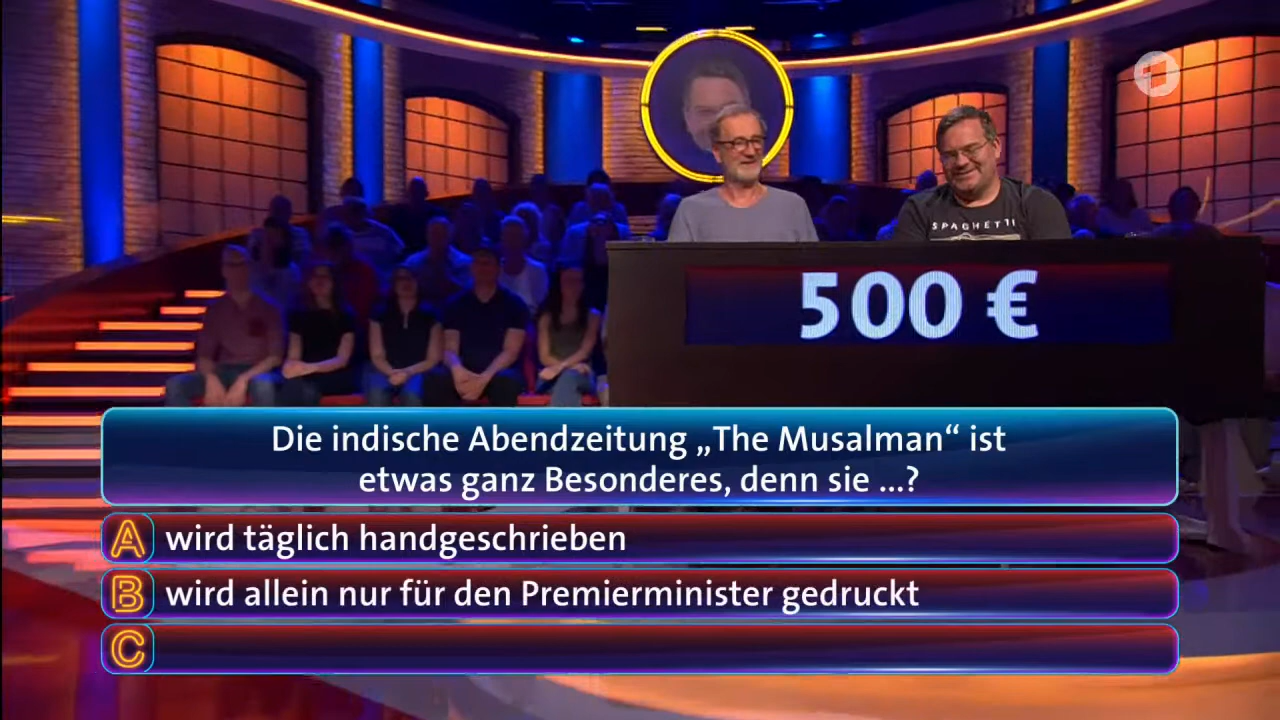 1
SPAGHETTI
500 €
Die indische Abendzeitung „The Musalman“ ist
etwas ganz Besonderes, denn sie ...?
A wird täglich handgeschrieben
B wird allein nur für den Premierminister gedruckt
C